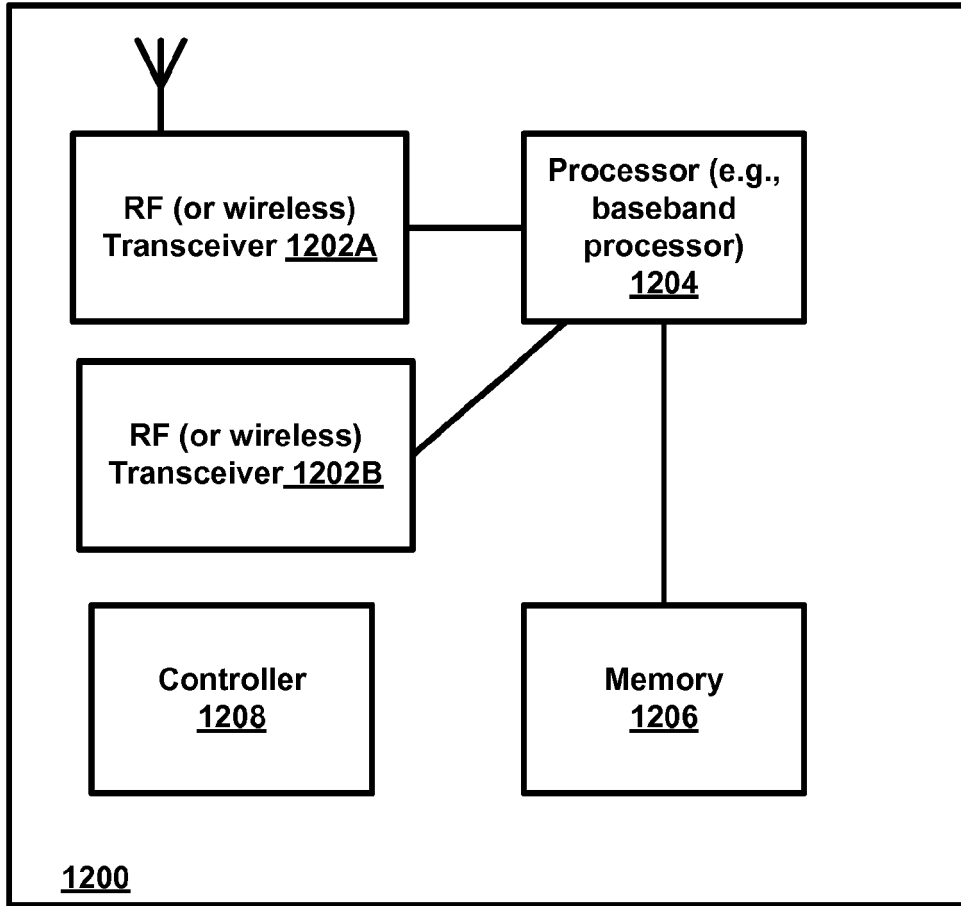 RF (or wireless)
Transceiver 1202A
Processor (e.g.,
baseband
processor)
1204
RF (or wireless)
Transceiver 1202B
Controller
1208
Memory
1206
1200